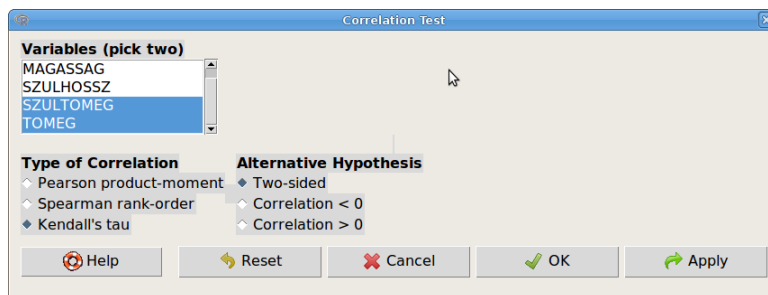 Correlation Test
Variables (pick two)
MAGASSAG
SZULHOSSZ
SZULTOMEG
TOMEG
Type of Correlation
Pearson product-moment
Spearman rank-order
Kendall's tau
Alternative Hypothesis
Two-sided
Correlation < 0
Correlation > 0
Help
Reset
Cancel
OK
Apply